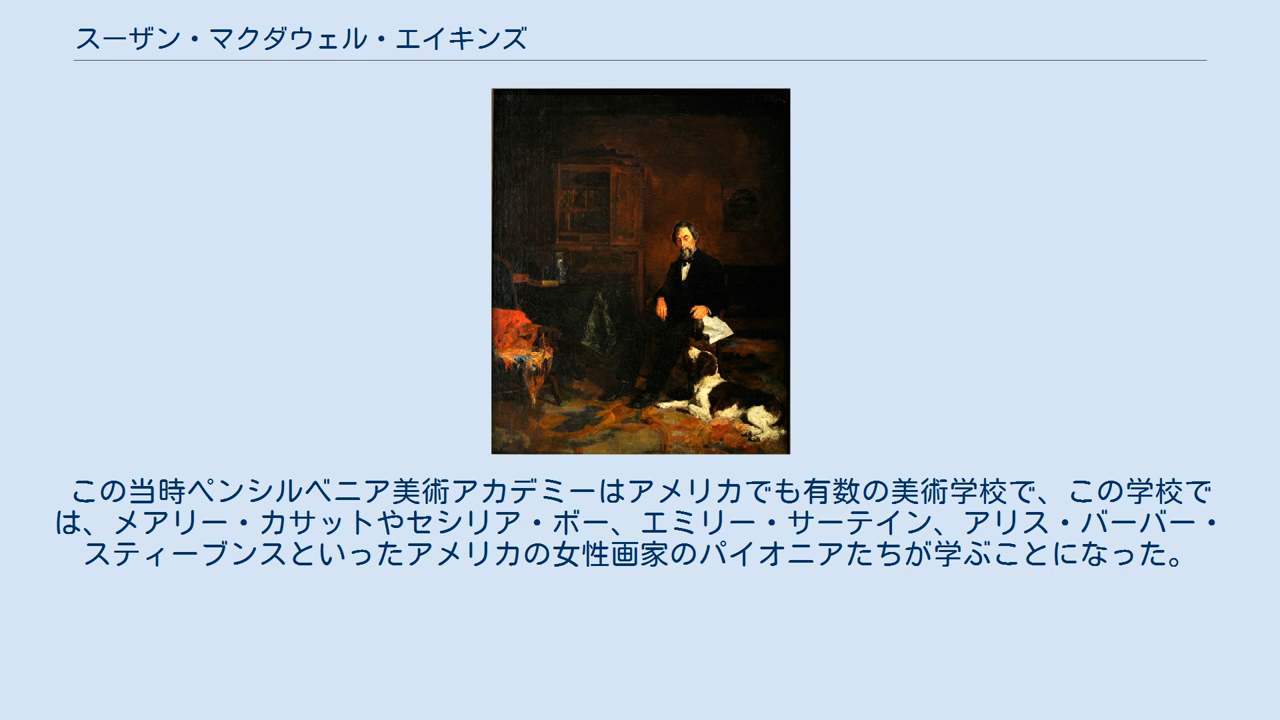 スーザン・マクダウェル・エイキンズ
この当時ペンシルベニア美術アカデミーはアメリカでも有数の美術学校で、この学校で
は、メアリー・カサットやセシリア・ボー、エミリー・サーテイン、アリス・バーバー・
スティーブンスといったアメリカの女性画家のパイオニアたちが学ぶことになった。